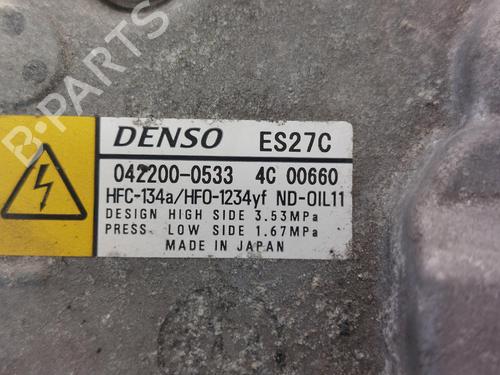 B-PARTS
DENSO ES27C
042200-0533 4C 00660
HFC-134a/HFO-1234yf ND-OIL11
DESIGN HIGH SIDE 3.53MPa
PRESS. LOW SIDE 1.67MPa
MADE IN JAPAN